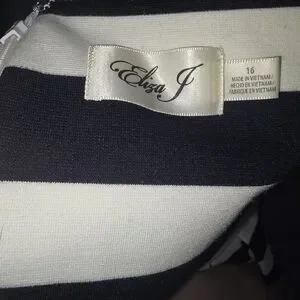 Eliza J
16
MADE IN VIETNAM /
HECHO EN VIETNAM /
FABRIQUÉ EN VIETNAM